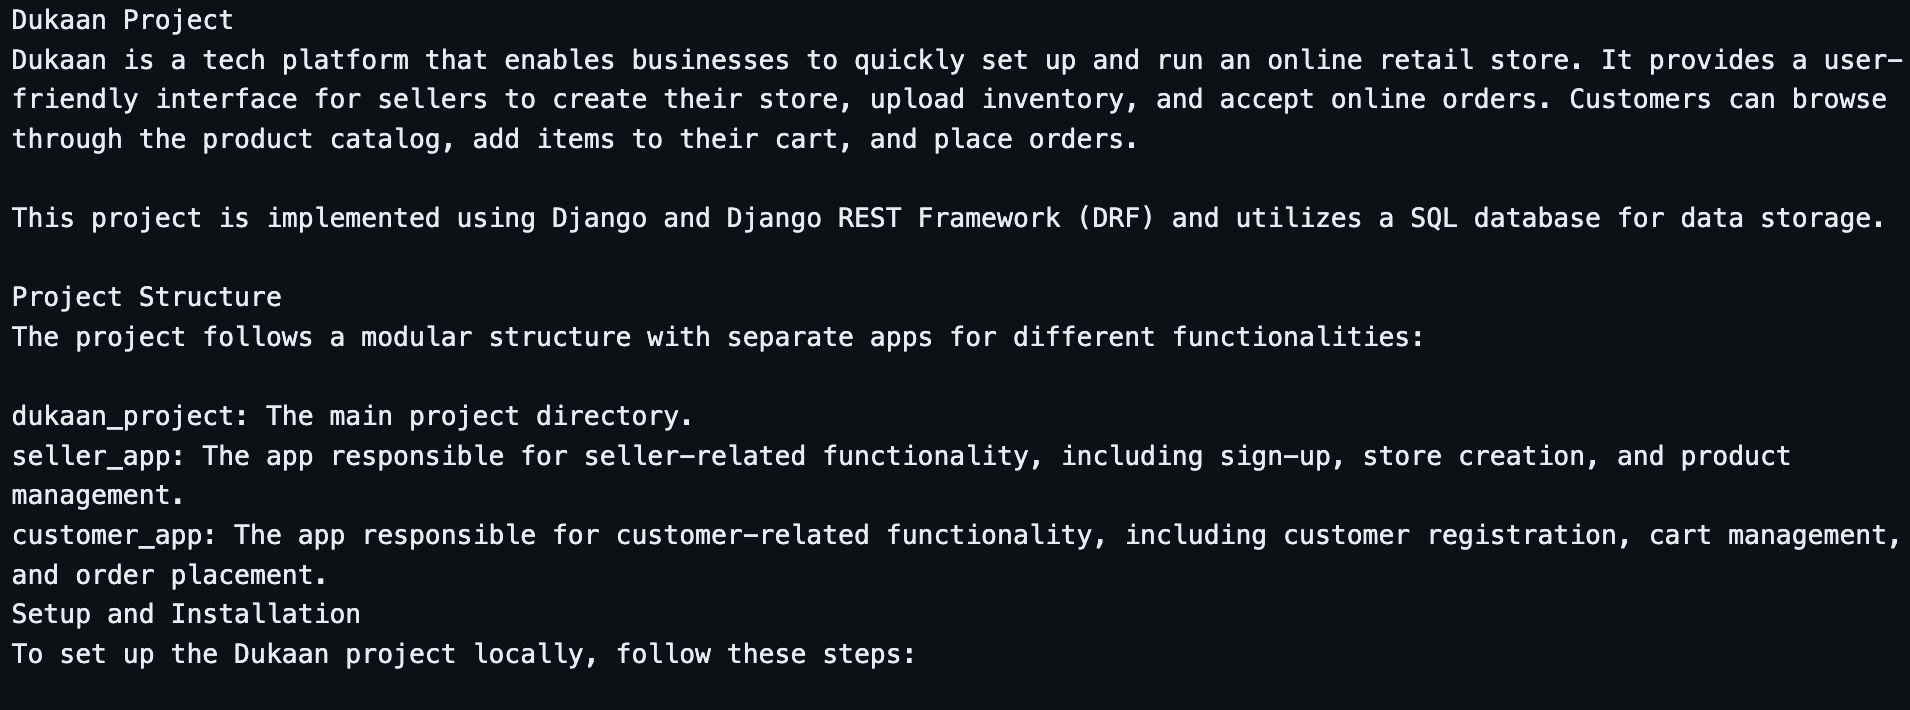 Dukaan Project
Dukaan is a tech platform that enables businesses to quickly set up and run an online retail store. It provides a user-
friendly interface for sellers to create their store, upload inventory, and accept online orders. Customers can browse
through the product catalog, add items to their cart, and place orders.
This project is implemented using Django and Django REST Framework (DRF) and utilizes a SQL database for data storage.
Project Structure
The project follows a modular structure with separate apps for different functionalities:
dukaan_project: The main project directory.
seller_app: The app responsible for seller-related functionality, including sign-up, store creation, and product
management.
customer_app: The app responsible for customer-related functionality, including customer registration, cart management,
and order placement.
Setup and Installation
To set up the Dukaan project locally, follow these steps: